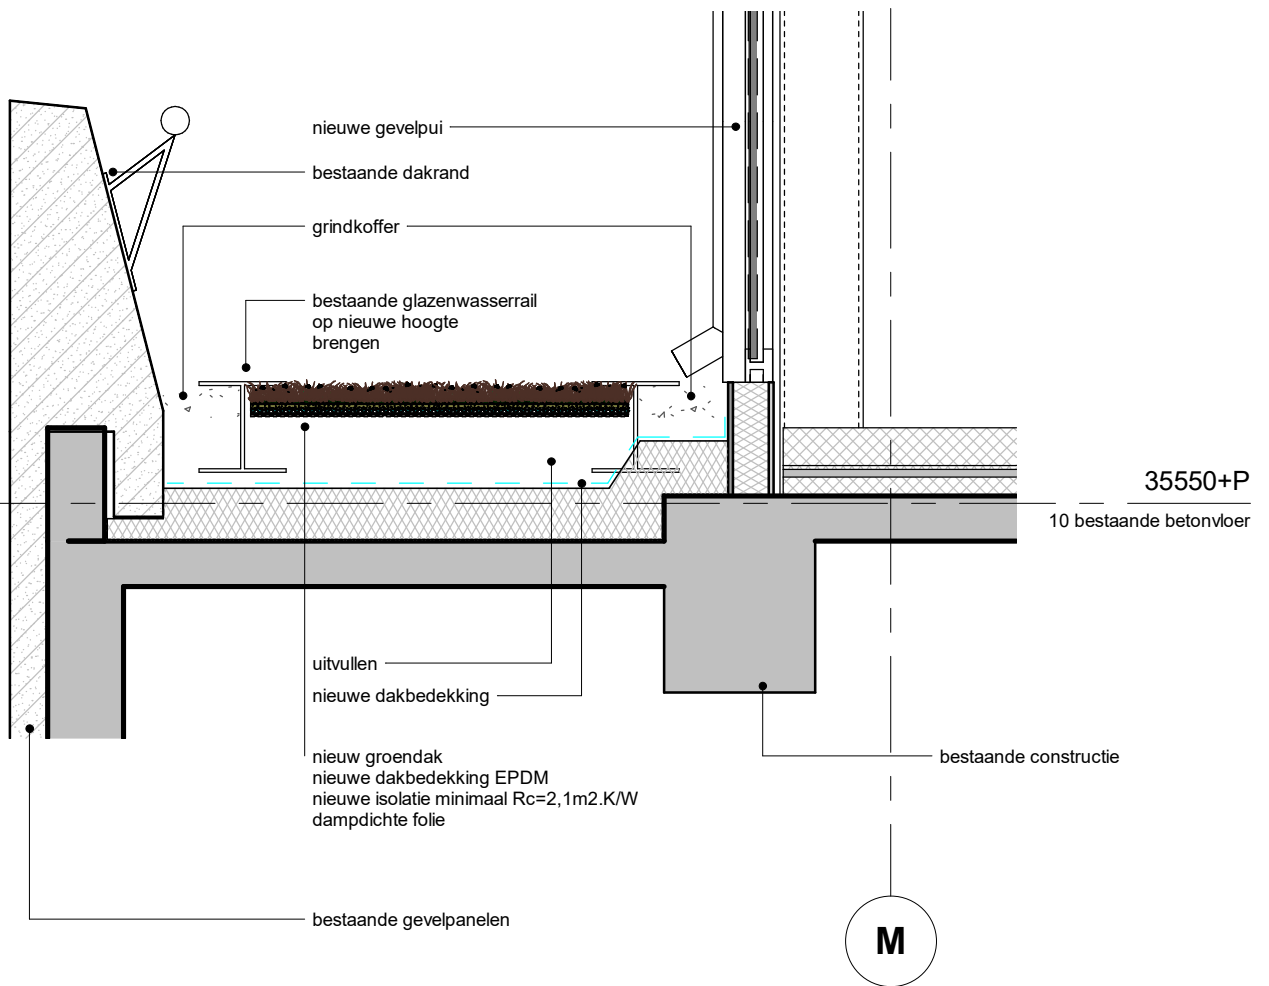 nieuwe gevelpui
bestaande dakrand
grindkoffer
bestaande glazenwasserrail
op nieuwe hoogte
brengen
35550+P
10 bestaande betonvloer
uitvullen
nieuwe dakbedekking
nieuw groendak
nieuwe dakbedekking EPDM
nieuwe isolatie minimaal Rc=2,1m2.K/W
dampdichte folie
bestaande constructie
bestaande gevelpanelen
M